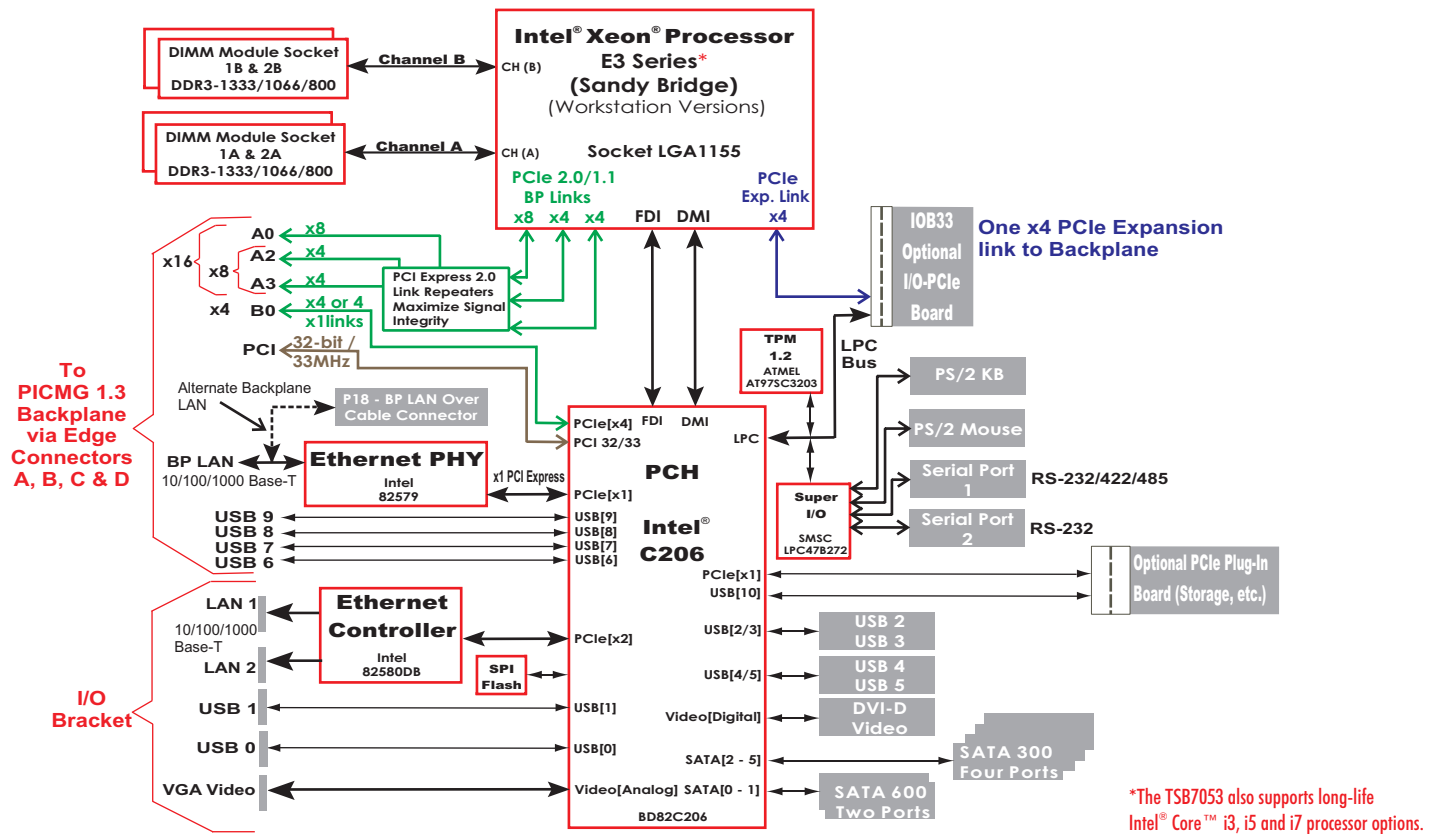 DIMM Module Socket
1B & 2B
DDR3-1333/1066/800
Channel B
DIMM Module Socket
1A & 2A
DDR3-1333/1066/800
Channel A
Intel® Xeon® Processor
E3 Series*
(Sandy Bridge)
(Workstation Versions)
CH (B)
CH (A)
Socket LGA1155
PCIe 2.0/1.1
BP Links
x8 x4 x4
FDI DMI
PCIe
Exp. Link
x4
IOB33
Optional
I/O-PCIe
Board
One x4 PCIe Expansion
link to Backplane
x16
x8
A0
x8
A2
x4
A3
x4
x4
B0
x4 or 4
x1links
PCI Express 2.0
Link Repeaters
Maximize Signal
Integrity
PCI
32-bit /
33MHz
To
PICMG 1.3
Backplane
via Edge
Connectors
A, B, C & D
Alternate Backplane
LAN
P18 - BP LAN Over
Cable Connector
BP LAN
10/100/1000 Base-T
Ethernet PHY
Intel
82579
x1 PCI Express
USB 9
USB 8
USB 7
USB 6
TPM
1.2
ATMEL
AT97SC3203
LPC
Bus
PS/2 KB
PS/2 Mouse
Serial Port
1
RS-232/422/485
Serial Port
2
RS-232
Super
I/O
SMSC
LPC47B272
PCIe[x4]
FDI
DMI
PCI 32/33
LPC
PCH
PCIe[x1]
USB[9]
USB[8]
USB[7]
USB[6]
Intel®
C206
PCIe[x1]
USB[10]
Optional PCIe Plug-In
Board (Storage, etc.)
I/O
Bracket
LAN 1
10/100/1000
Base-T
LAN 2
Ethernet
Controller
Intel
82580DB
PCIe[x2]
SPI
Flash
USB 1
USB[1]
USB 0
USB[0]
VGA Video
Video[Analog]
USB[2/3]
USB 2
USB 3
USB[4/5]
USB 4
USB 5
Video[Digital]
DVI-D
Video
SATA[2 - 5]
SATA 300
Four Ports
SATA[0 - 1]
SATA 600
Two Ports
BD82C206
*The TSB7053 also supports long-life
Intel® Core™ i3, i5 and i7 processor options.